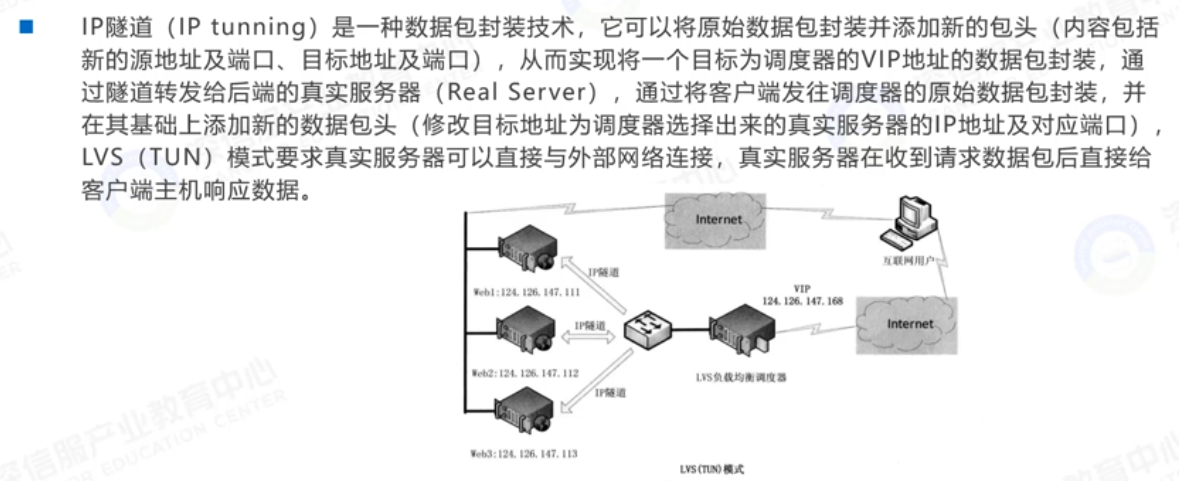 IP隧道（IP tunning）是一种数据包封装技术，它可以将原始数据包封装并添加新的包头（内容包括
新的源地址及端口、目标地址及端口），从而实现将一个目标为调度器的VIP地址的数据包封装，通
过隧道转发给后端的真实服务器（Real Server），通过将客户端发往调度器的原始数据包封装，并
在其基础上添加新的数据包头（修改目标地址为调度器选择出来的真实服务器的IP地址及对应端口），
LVS（TUN）模式要求真实服务器可以直接与外部网络连接，真实服务器在收到请求数据包后直接给
客户端主机响应数据。
Internet
互联网用户
IP隧道
Web1:124.126.147.111
VIP
124.126.147.168
Internet
IP隧道
Web2:124.126.147.112
LVS负载均衡调度器
IP隧道
Web3:124.126.147.113
LVS(TUN)模式
深信服产业教育中心
EDUCATION CENTER